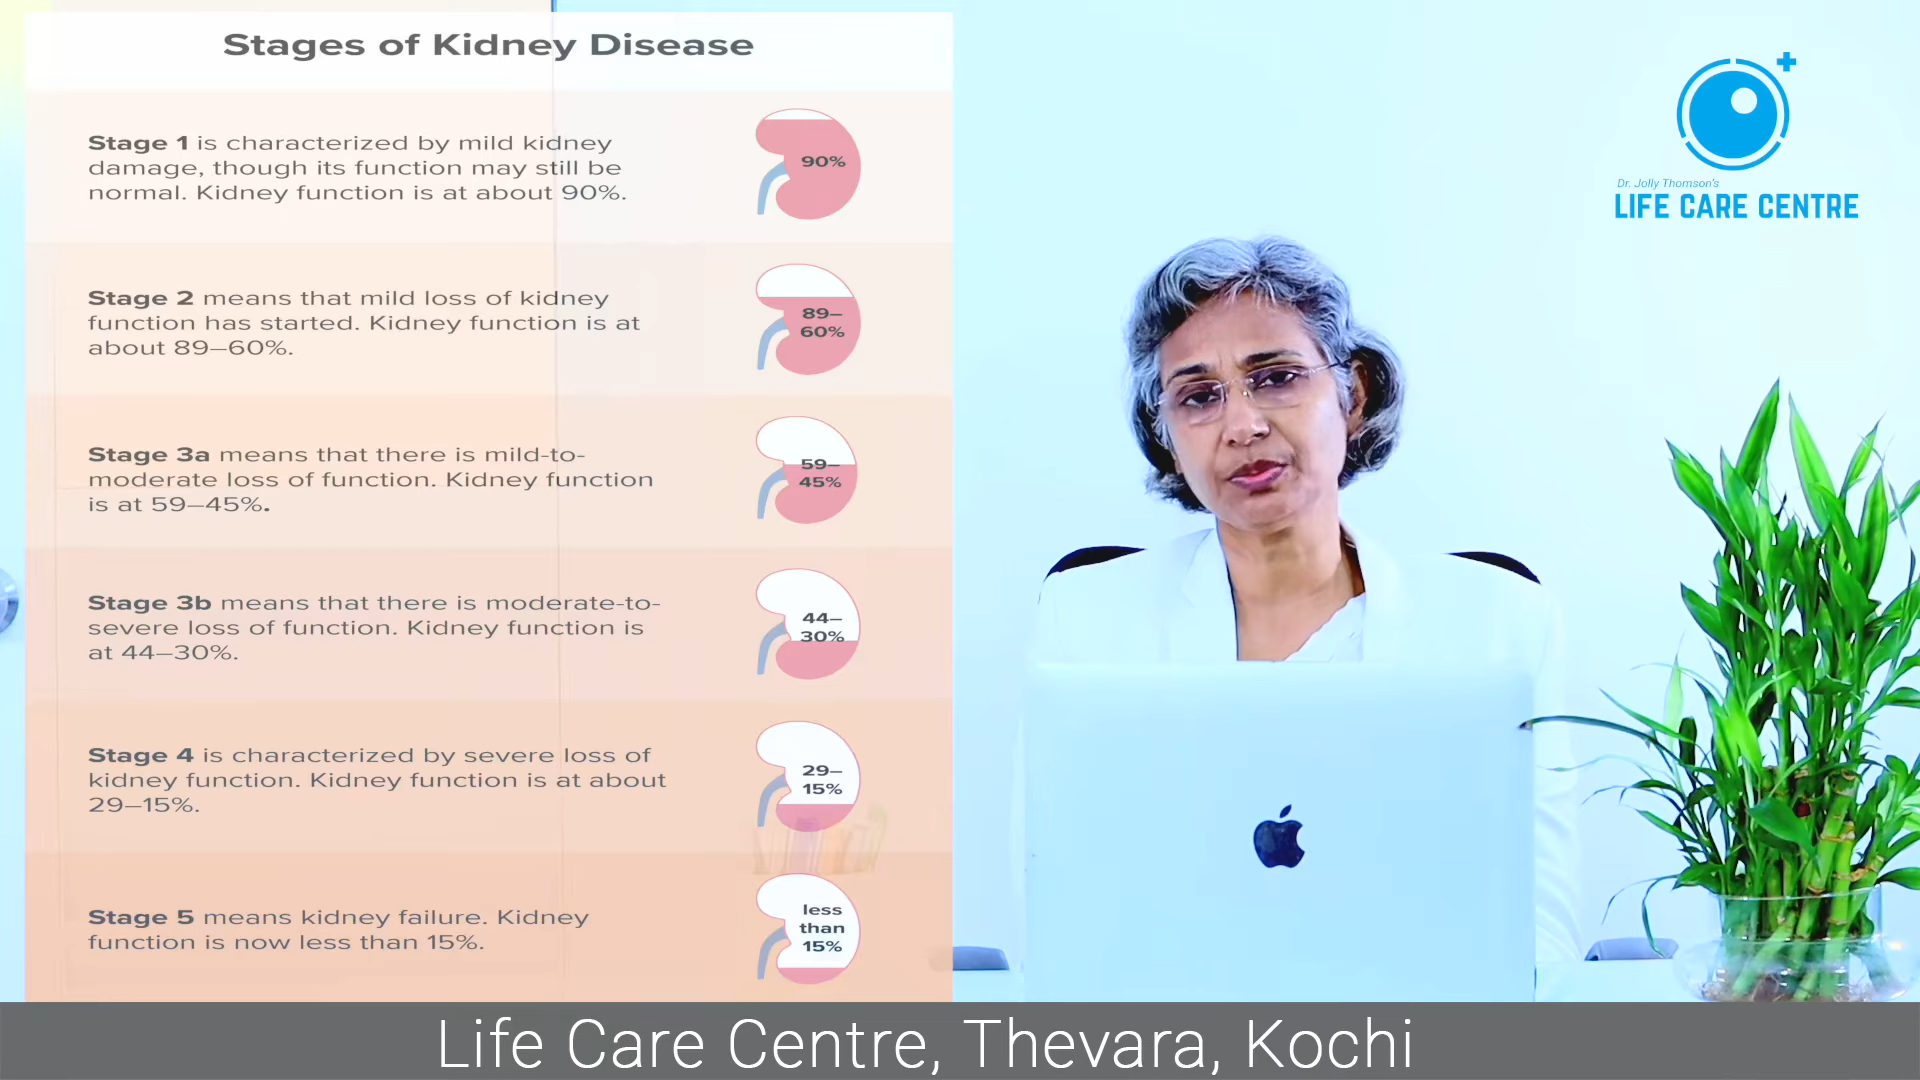 Stages of Kidney Disease
Stage 1 is characterized by mild kidney
damage, though its function may still be
normal. Kidney function is at about 90%.
90%
Stage 2 means that mild loss of kidney
function has started. Kidney function is at
about 89–60%.
89–
60%
Stage 3a means that there is mild-to-
moderate loss of function. Kidney function
is at 59–45%.
59–
45%
Stage 3b means that there is moderate-to-
severe loss of function. Kidney function is
at 44–30%.
44–
30%
Stage 4 is characterized by severe loss of
kidney function. Kidney function is at about
29–15%.
29–
15%
Stage 5 means kidney failure. Kidney
function is now less than 15%.
less
than
15%
Dr. Jolly Thomson's
LIFE CARE CENTRE
Life Care Centre, Thevara, Kochi